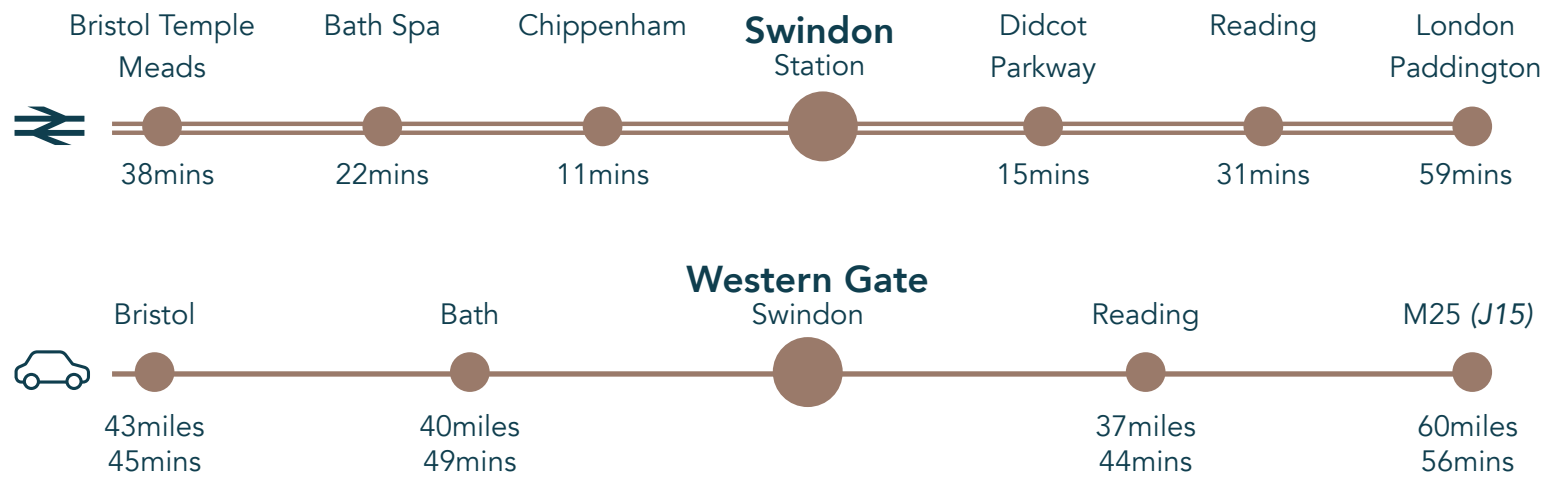 Bristol Temple
Meads
Bath Spa
Chippenham
Swindon
Station
Didcot
Parkway
Reading
London
Paddington
38mins
22mins
11mins
15mins
31mins
59mins
Western Gate
Swindon
Bristol
Bath
Reading
M25 (J15)
43miles
45mins
40miles
49mins
37miles
44mins
60miles
56mins